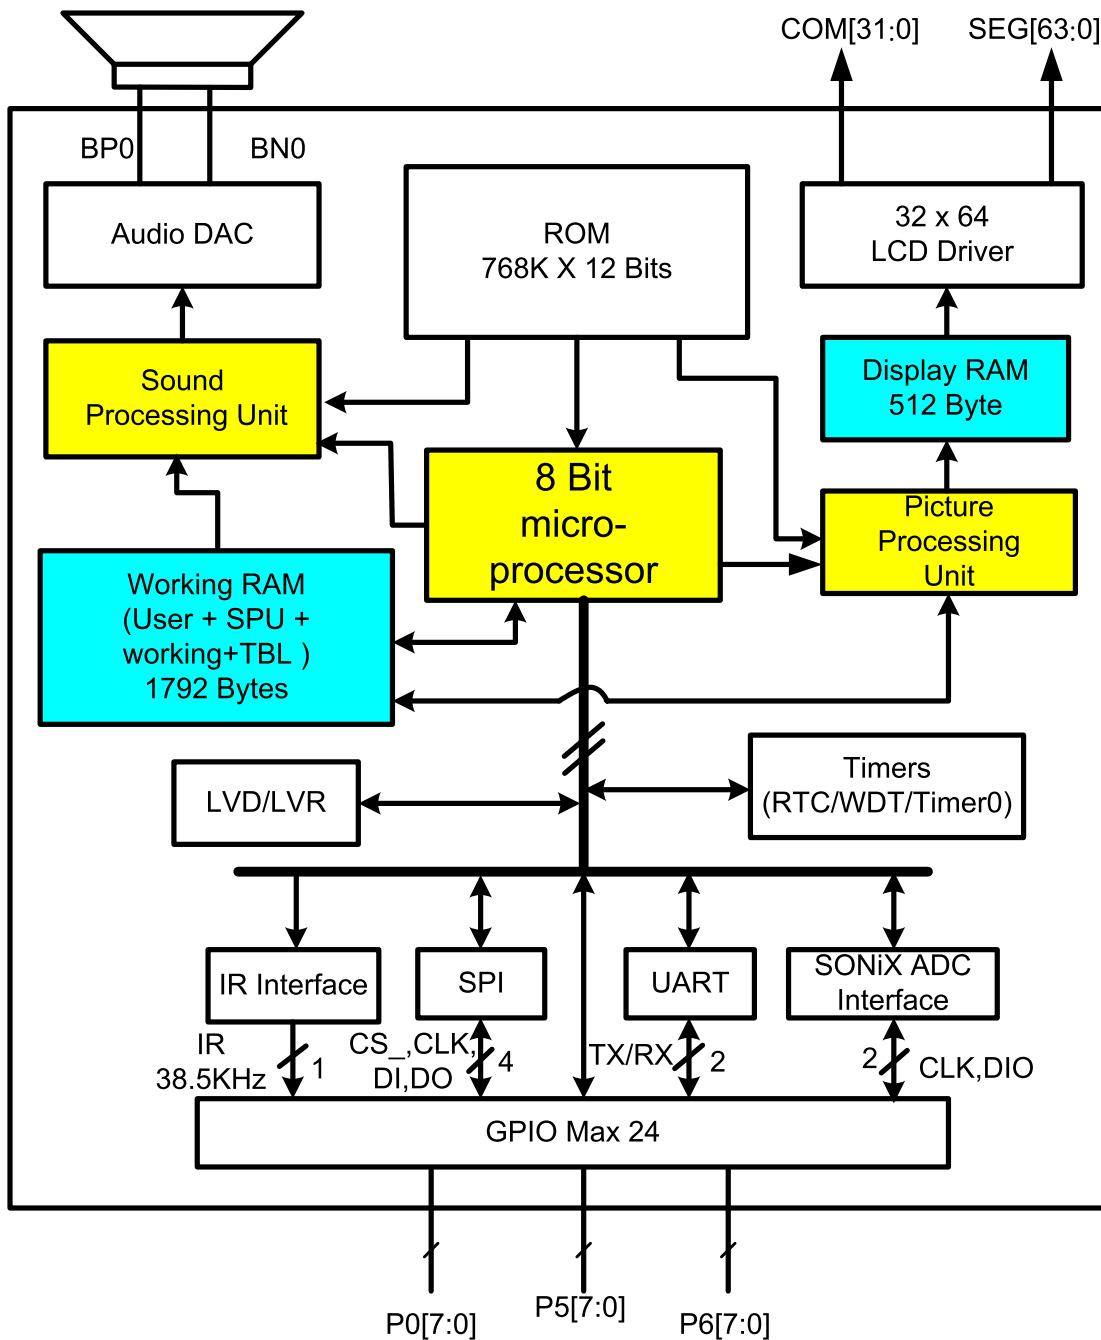 COM[31:0]
SEG[63:0]
BP0
BN0
Audio DAC
ROM
768K X 12 Bits
32 x 64
LCD Driver
Sound
Processing Unit
Display RAM
512 Byte
8 Bit
micro-
processor
Picture
Processing
Unit
Working RAM
(User + SPU +
working+TBL )
1792 Bytes
LVD/LVR
Timers
(RTC/WDT/Timer0)
IR Interface
SPI
UART
SONiX ADC
Interface
IR
38.5KHz
1
CS_,CLK,
DI,DO
4
TX/RX
2
2
CLK,DIO
GPIO Max 24
P0[7:0]
P5[7:0]
P6[7:0]